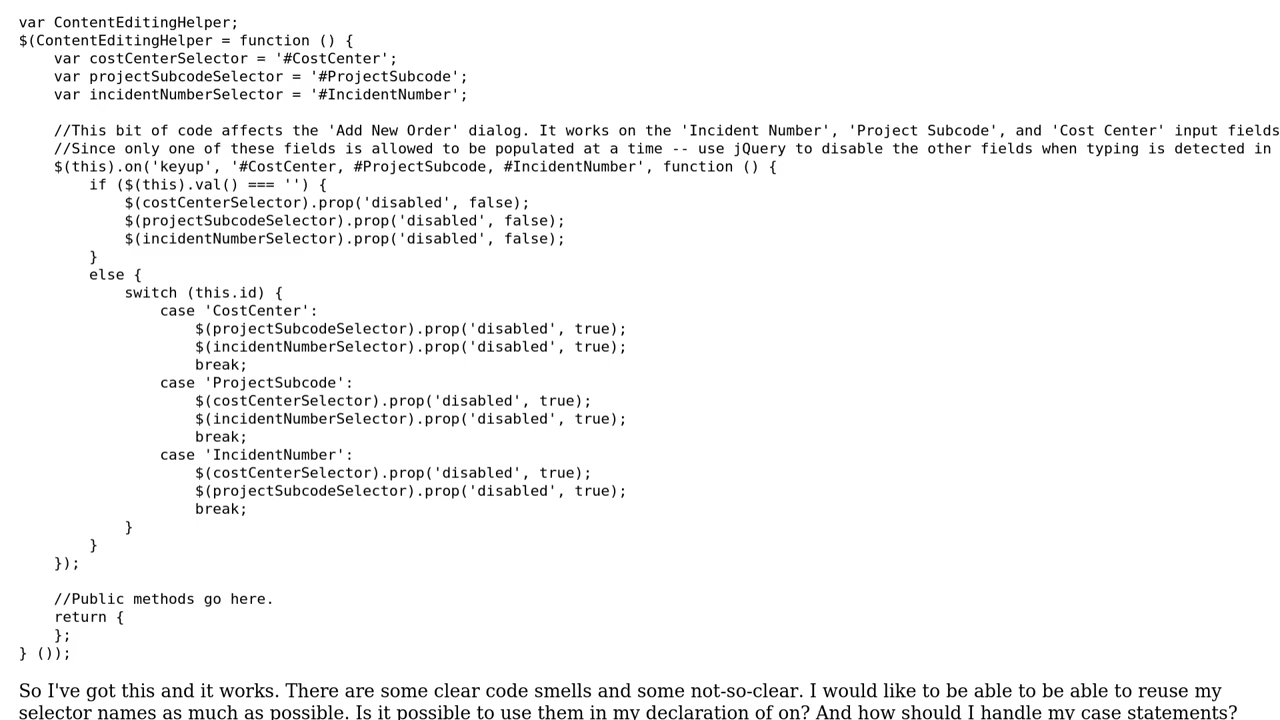 var ContentEditingHelper;
$(ContentEditingHelper = function () {
    var costCenterSelector = '#CostCenter';
    var projectSubcodeSelector = '#ProjectSubcode';
    var incidentNumberSelector = '#IncidentNumber';

    //This bit of code affects the 'Add New Order' dialog. It works on the 'Incident Number', 'Project Subcode', and 'Cost Center' input fields
    //Since only one of these fields is allowed to be populated at a time -- use jQuery to disable the other fields when typing is detected in
    $(this).on('keyup', '#CostCenter, #ProjectSubcode, #IncidentNumber', function () {
        if ($(this).val() === '') {
            $(costCenterSelector).prop('disabled', false);
            $(projectSubcodeSelector).prop('disabled', false);
            $(incidentNumberSelector).prop('disabled', false);
        }
        else {
            switch (this.id) {
                case 'CostCenter':
                    $(projectSubcodeSelector).prop('disabled', true);
                    $(incidentNumberSelector).prop('disabled', true);
                    break;
                case 'ProjectSubcode':
                    $(costCenterSelector).prop('disabled', true);
                    $(incidentNumberSelector).prop('disabled', true);
                    break;
                case 'IncidentNumber':
                    $(costCenterSelector).prop('disabled', true);
                    $(projectSubcodeSelector).prop('disabled', true);
                    break;
            }
        }
    });

    //Public methods go here.
    return {
    };
} ());
So I've got this and it works. There are some clear code smells and some not-so-clear. I would like to be able to be able to reuse my
selector names as much as possible. Is it possible to use them in my declaration of on? And how should I handle my case statements?